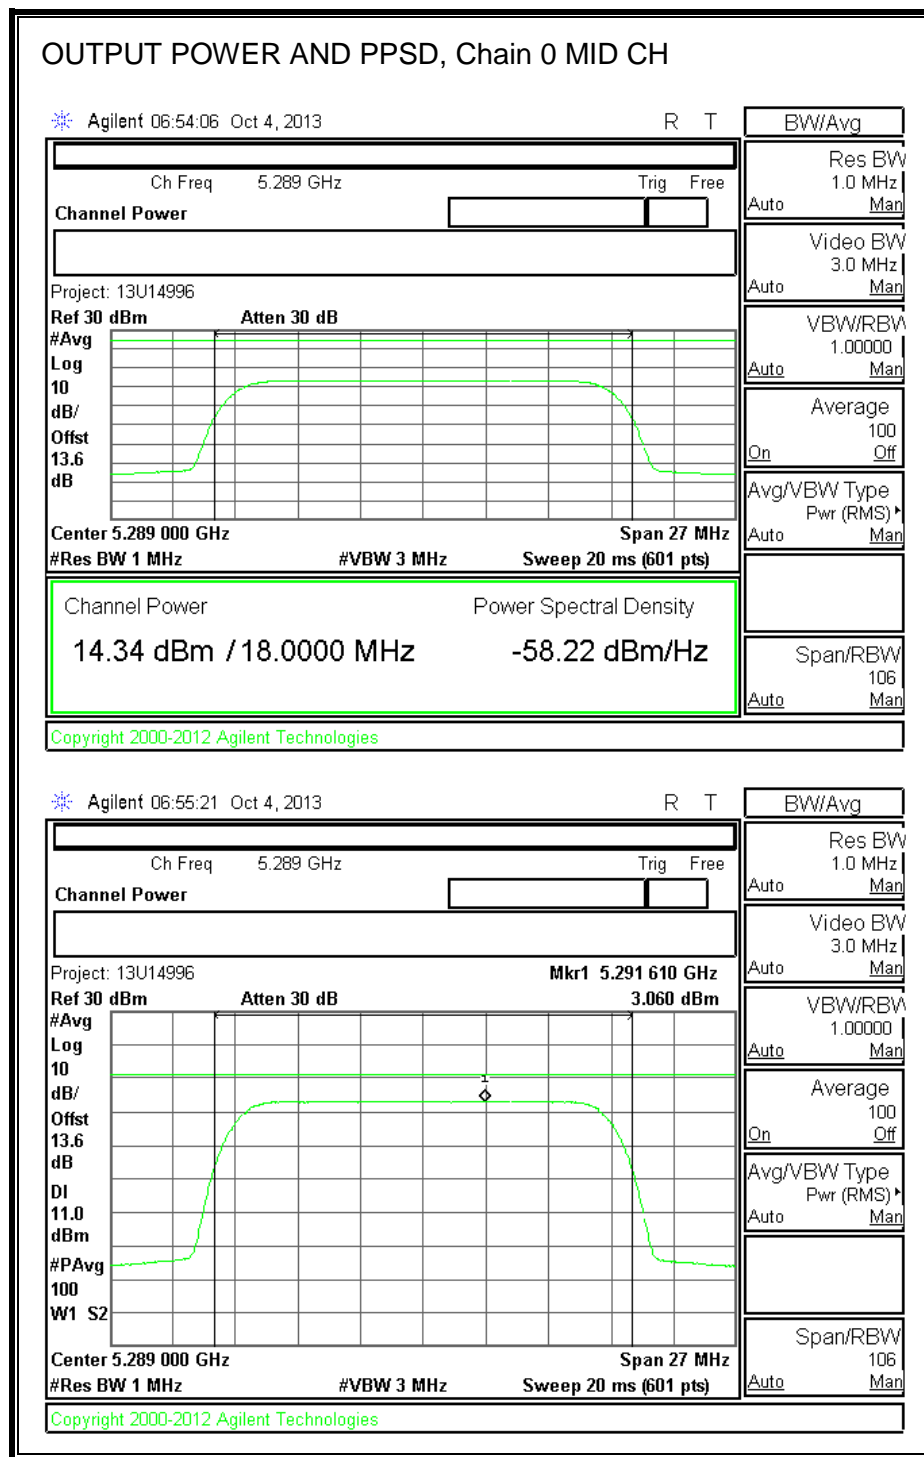 OUTPUT POWER AND PPSD, Chain 0 MID CH
Agilent 06:54:06 Oct 4, 2013 R T
BW/Avg
Ch Freq 5.289 GHz Trig Free
Channel Power
Res BW
1.0 MHz
Auto Man
Video BW
3.0 MHz
Auto Man
Project: 13U14996
Ref 30 dBm Atten 30 dB
#Avg
Log
10
dB/
Offst
13.6
dB
VBW/RBW
1.00000
Auto Man
Average
100
On Off
Avg/VBW Type
Pwr (RMS)
Auto Man
Center 5.289 000 GHz Span 27 MHz
#Res BW 1 MHz #VBW 3 MHz Sweep 20 ms (601 pts)
Channel Power Power Spectral Density
14.34 dBm / 18.0000 MHz -58.22 dBm/Hz
Span/RBW
106
Auto Man
Copyright 2000-2012 Agilent Technologies
Agilent 06:55:21 Oct 4, 2013 R T
BW/Avg
Ch Freq 5.289 GHz Trig Free
Channel Power
Res BW
1.0 MHz
Auto Man
Video BW
3.0 MHz
Auto Man
Project: 13U14996 Mkr1 5.291 610 GHz
Ref 30 dBm Atten 30 dB 3.060 dBm
#Avg
Log
10
dB/
Offst
13.6
dB
DI
11.0
dBm
#PAvg
100
W1 S2
1
VBW/RBW
1.00000
Auto Man
Average
100
On Off
Avg/VBW Type
Pwr (RMS)
Auto Man
Center 5.289 000 GHz Span 27 MHz
#Res BW 1 MHz #VBW 3 MHz Sweep 20 ms (601 pts)
Span/RBW
106
Auto Man
Copyright 2000-2012 Agilent Technologies